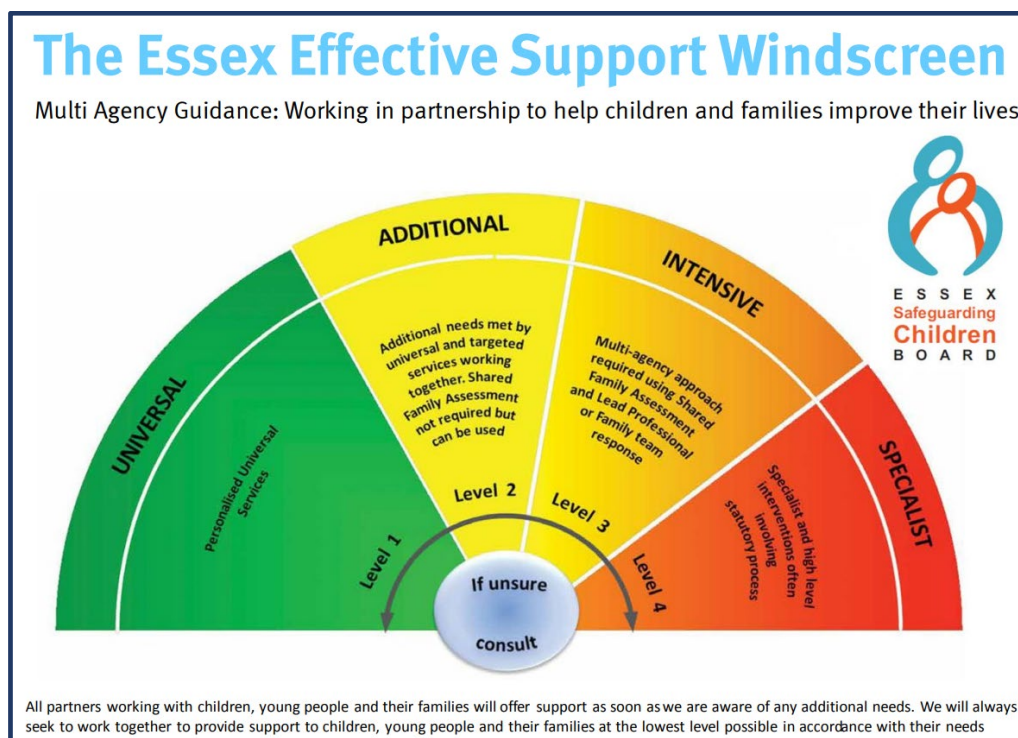 The Essex Effective Support Windscreen
Multi Agency Guidance: Working in partnership to help children and families improve their lives
ESSEX
Safeguarding
Children
BOARD
UNIVERSAL
Personalised Universal
Services
Level 1
ADDITIONAL
Additional needs met by
universal and targeted
services working
together. Shared
Family Assessment
not required but
can be used
Level 2
INTENSIVE
Multi-agency approach
required using Shared
Family Assessment
and Lead Professional
or Family team
response
Level 3
SPECIALIST
Specialist and high level
interventions often
involving
statutory process
Level 4
If unsure
consult
All partners working with children, young people and their families will offer support as soon as we are aware of any additional needs. We will always
seek to work together to provide support to children, young people and their families at the lowest level possible in accordance with their needs